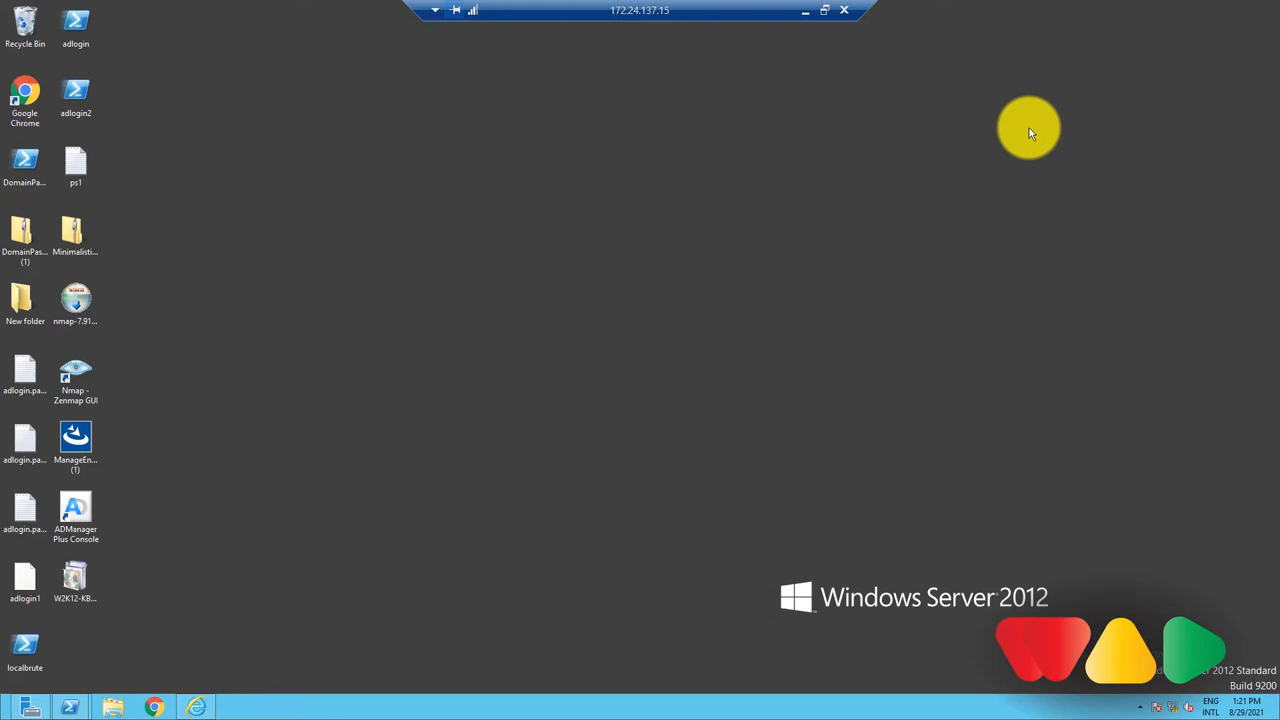 172.24.137.15
Recycle Bin
adlogin
Google
Chrome
adlogin2
DomainPa...
ps1
DomainPas...
(1)
Minimalisti...
New folder
nmap-7.91...
adlogin.pa...
Nmap -
Zenmap GUI
adlogin.pa...
ManageEn...
(1)
adlogin.pa...
ADManager
Plus Console
adlogin1
W2K12-KB...
localbrute
Windows Server 2012
2012 Standard
Build 9200
ENG
INTL
1:21 PM
8/29/2021